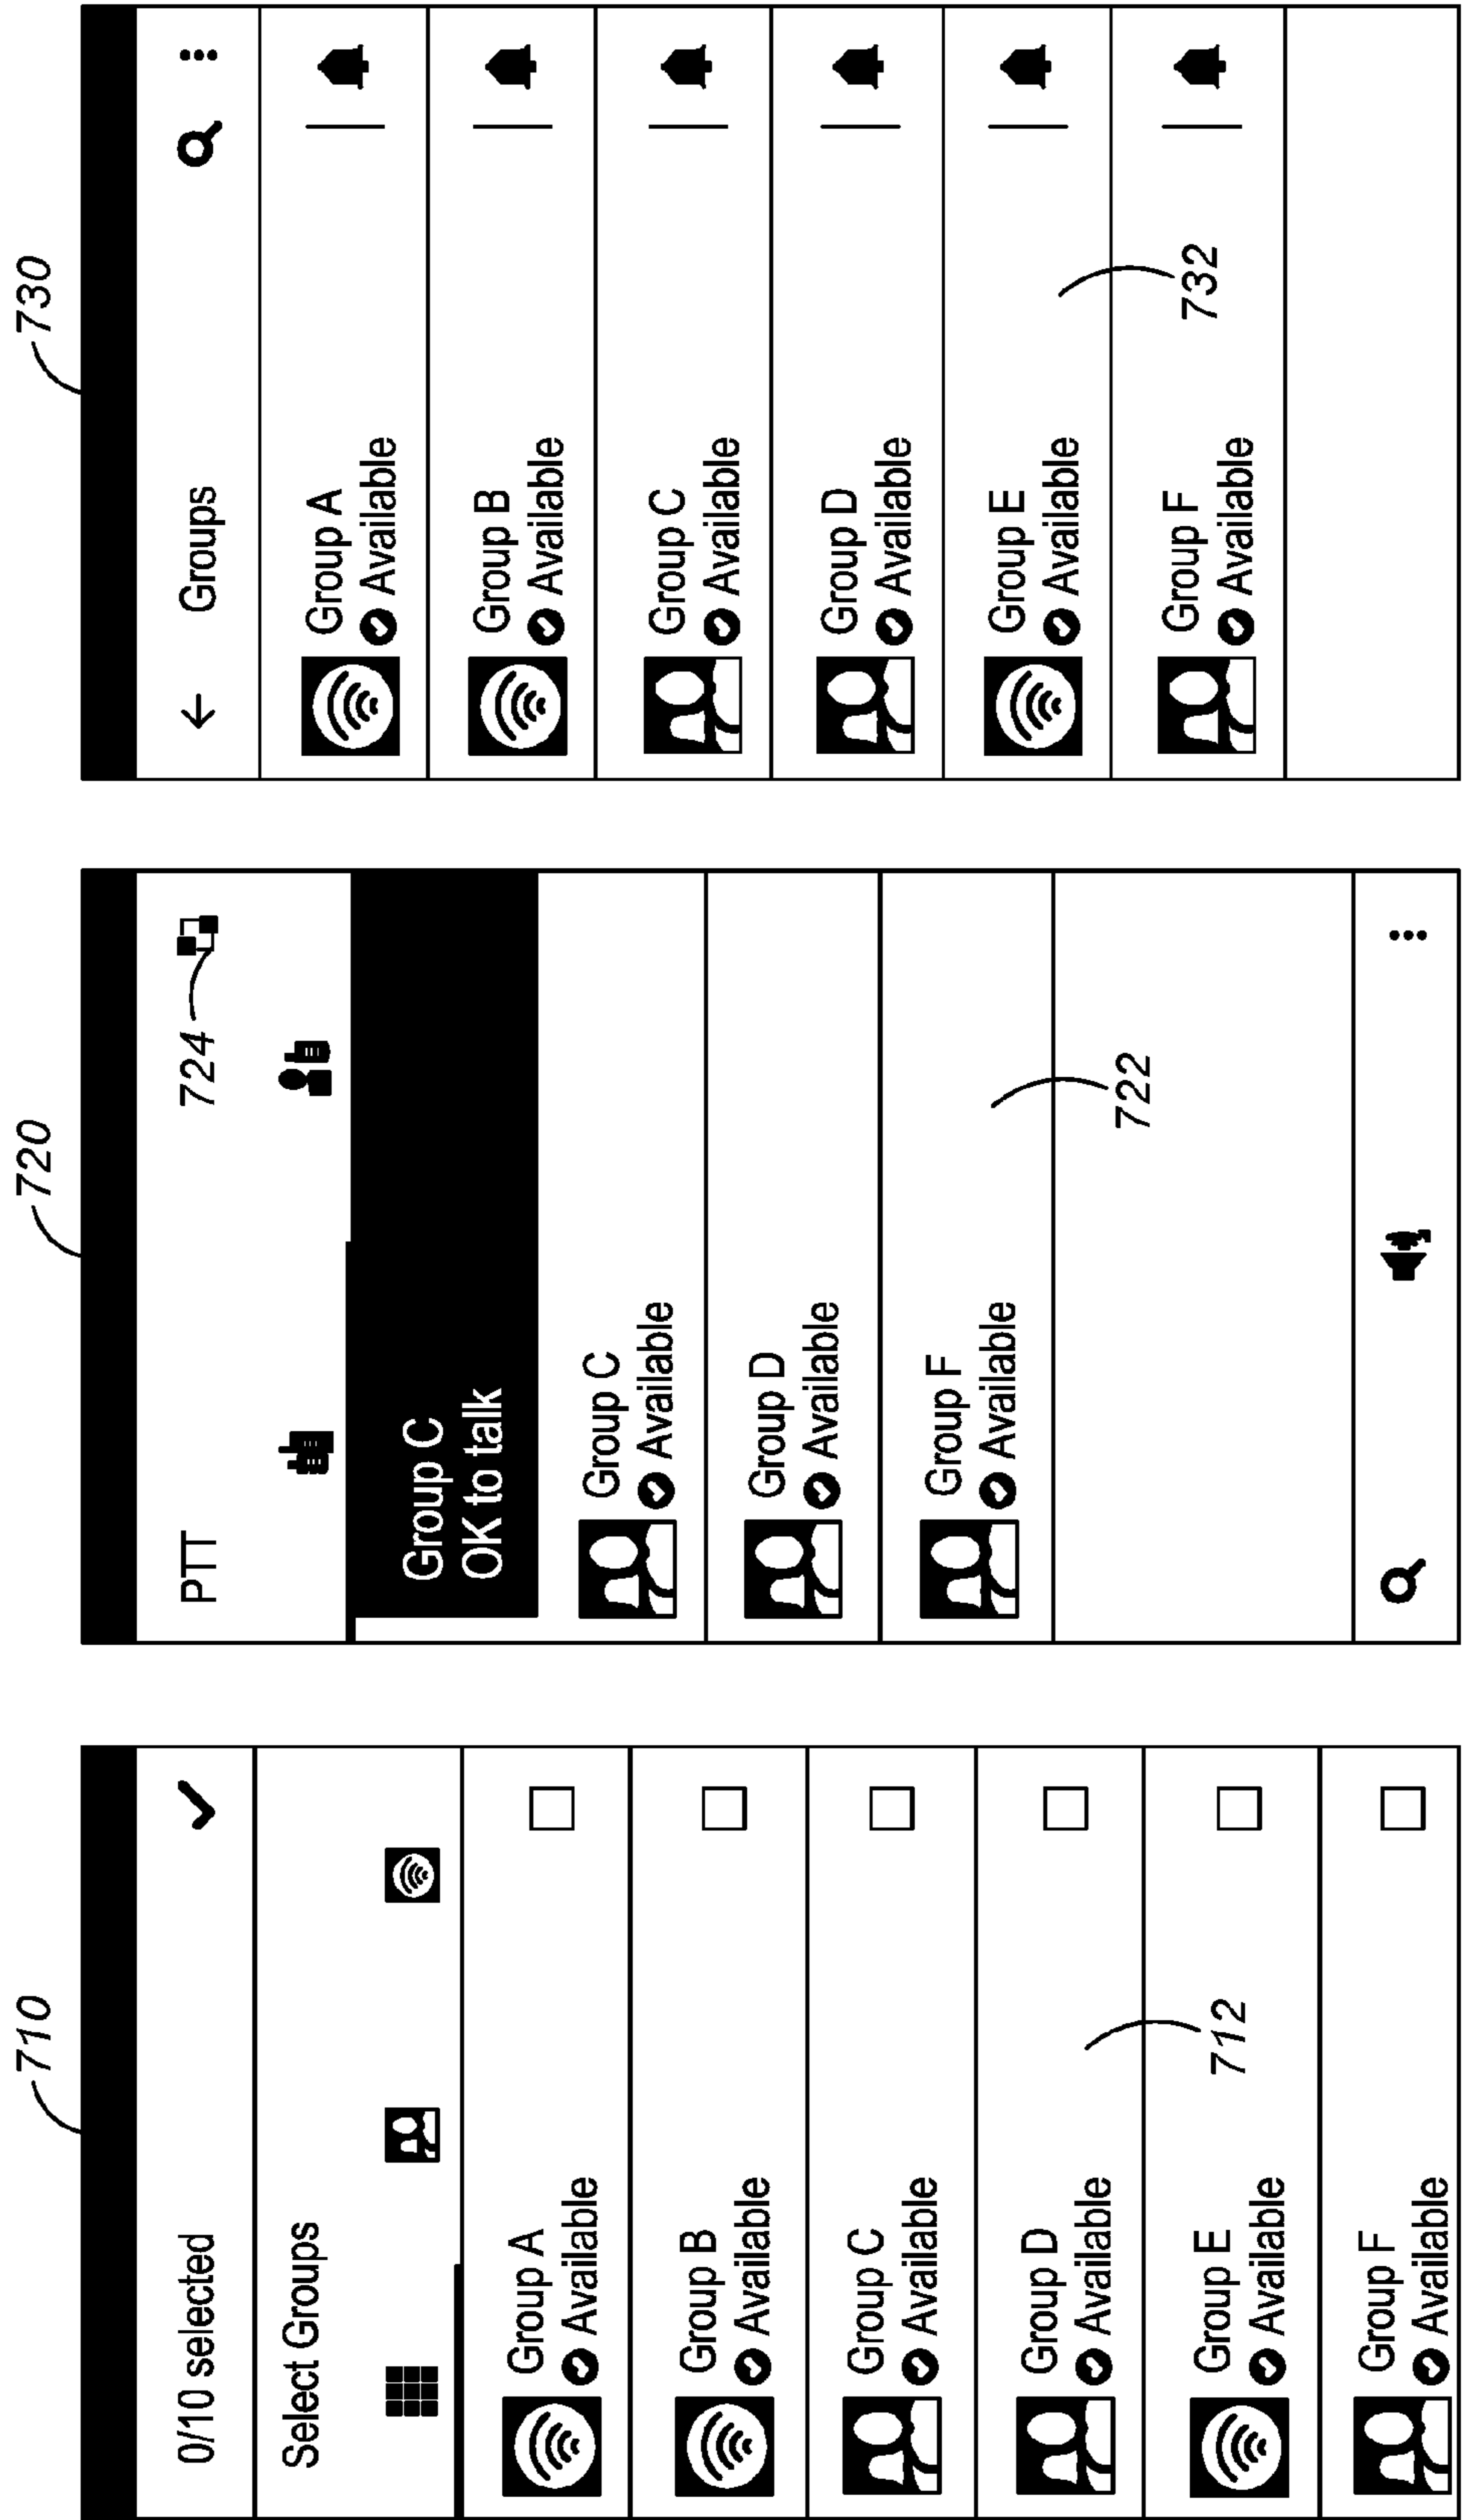 710
0/10 selected
Select Groups
Group A
Available
Group B
Available
Group C
Available
Group D
Available
Group E
Available
712
Group F
Available
720
PTT
724
Group C
OK to talk
Group C
Available
Group D
Available
Group F
Available
722
730
Groups
Group A
Available
Group B
Available
Group C
Available
Group D
Available
Group E
Available
Group F
Available
732